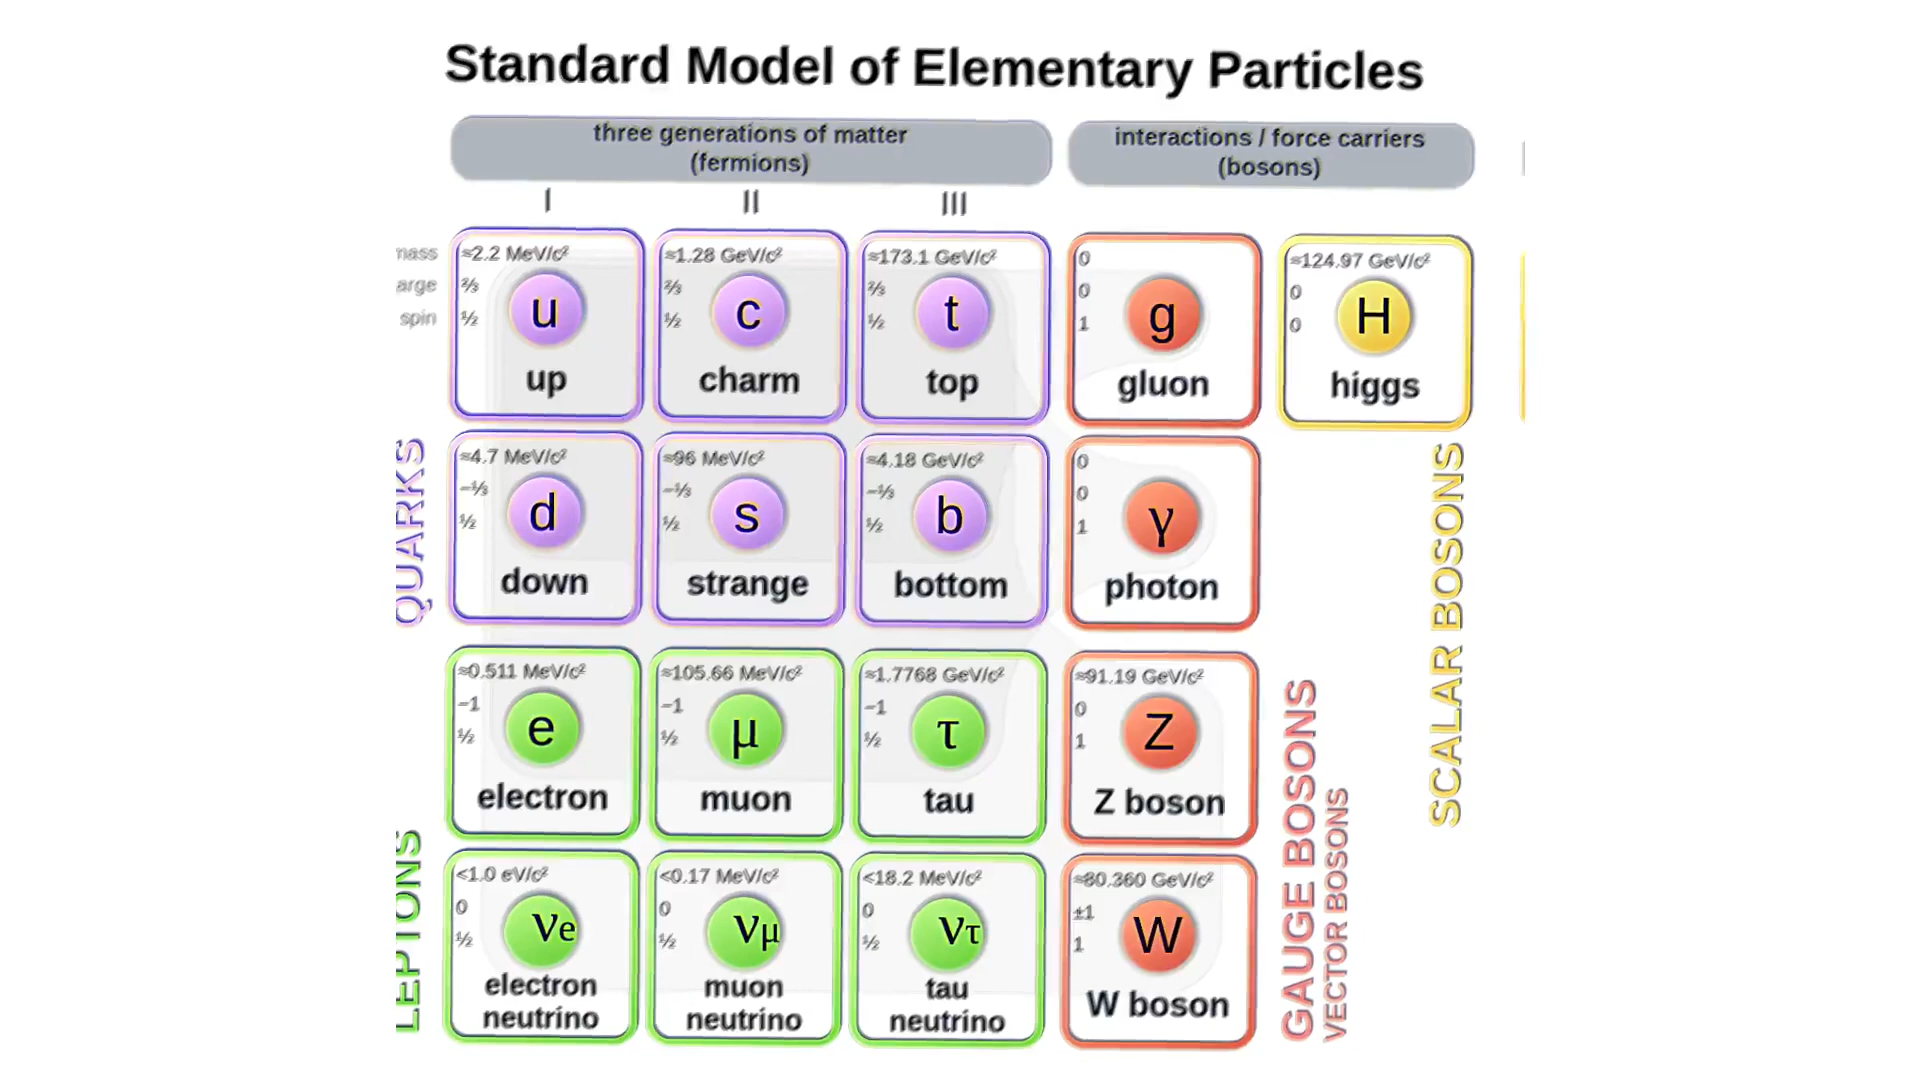 Standard Model of Elementary Particles
three generations of matter
(fermions)
interactions / force carriers
(bosons)
I II III
mass
≈2.2 MeV/c²
⅔
½
u
up
≈1.28 GeV/c²
⅔
½
c
charm
≈173.1 GeV/c²
⅔
½
t
top
0
0
1
g
gluon
≈124.97 GeV/c²
0
0
H
higgs
arge
spin
QUARKS
≈4.7 MeV/c²
−⅓
½
d
down
≈96 MeV/c²
−⅓
½
s
strange
≈4.18 GeV/c²
−⅓
½
b
bottom
0
0
1
γ
photon
SCALAR BOSONS
LEPTONS
≈0.511 MeV/c²
−1
½
e
electron
≈105.66 MeV/c²
−1
½
μ
muon
≈1.7768 GeV/c²
−1
½
τ
tau
≈91.19 GeV/c²
0
1
Z
Z boson
GAUGE BOSONS
VECTOR BOSONS
<1.0 eV/c²
0
½
νe
electron
neutrino
<0.17 MeV/c²
0
½
νμ
muon
neutrino
<18.2 MeV/c²
0
½
ντ
tau
neutrino
≈80.360 GeV/c²
±1
1
W
W boson